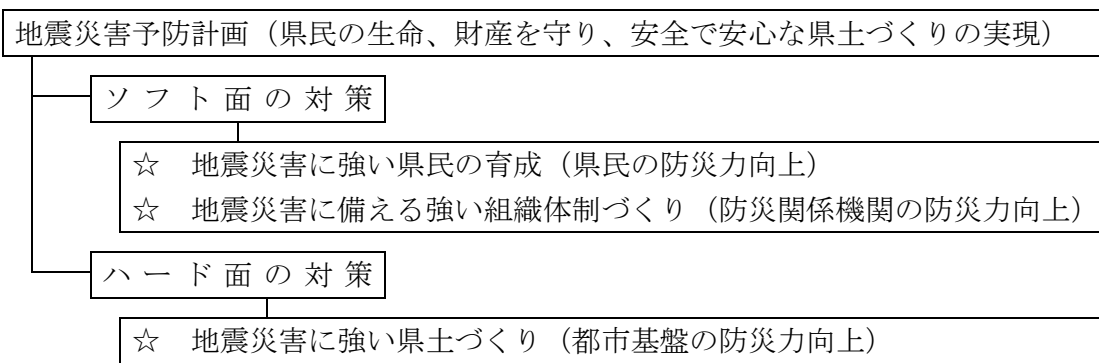 地震災害予防計画（県民の生命、財産を守り、安全で安心な県土づくりの実現）
ソフト面の対策
☆　地震災害に強い県民の育成（県民の防災力向上）
☆　地震災害に備える強い組織体制づくり（防災関係機関の防災力向上）
ハード面の対策
☆　地震災害に強い県土づくり（都市基盤の防災力向上）